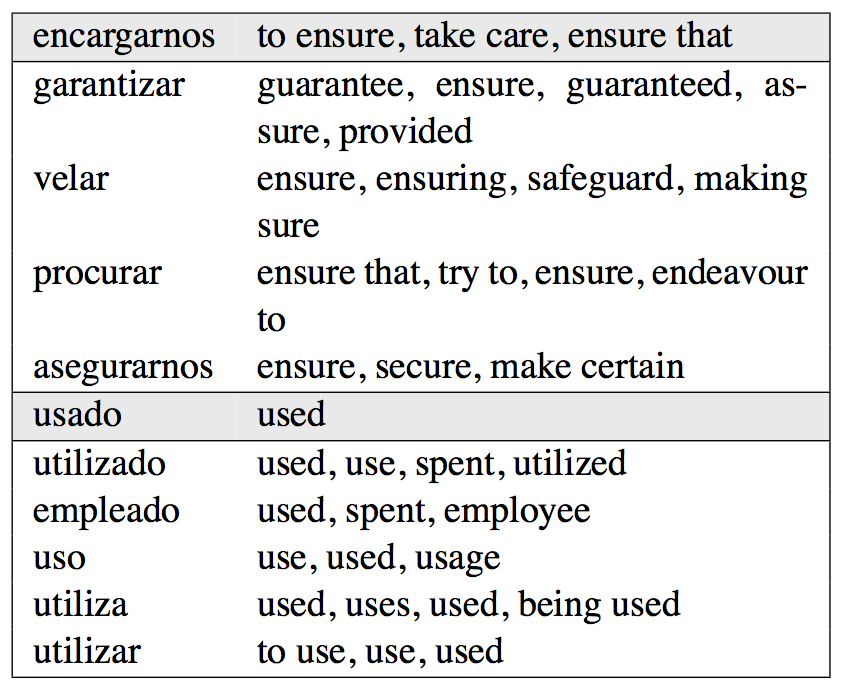 encargarnos to ensure, take care, ensure that
garantizar guarantee, ensure, guaranteed, as-
sure, provided
velar ensure, ensuring, safeguard, making
sure
procurar ensure that, try to, ensure, endeavour
to
asegurarnos ensure, secure, make certain
usado used
utilizado used, use, spent, utilized
empleado used, spent, employee
uso use, used, usage
utiliza used, uses, used, being used
utilizar to use, use, used